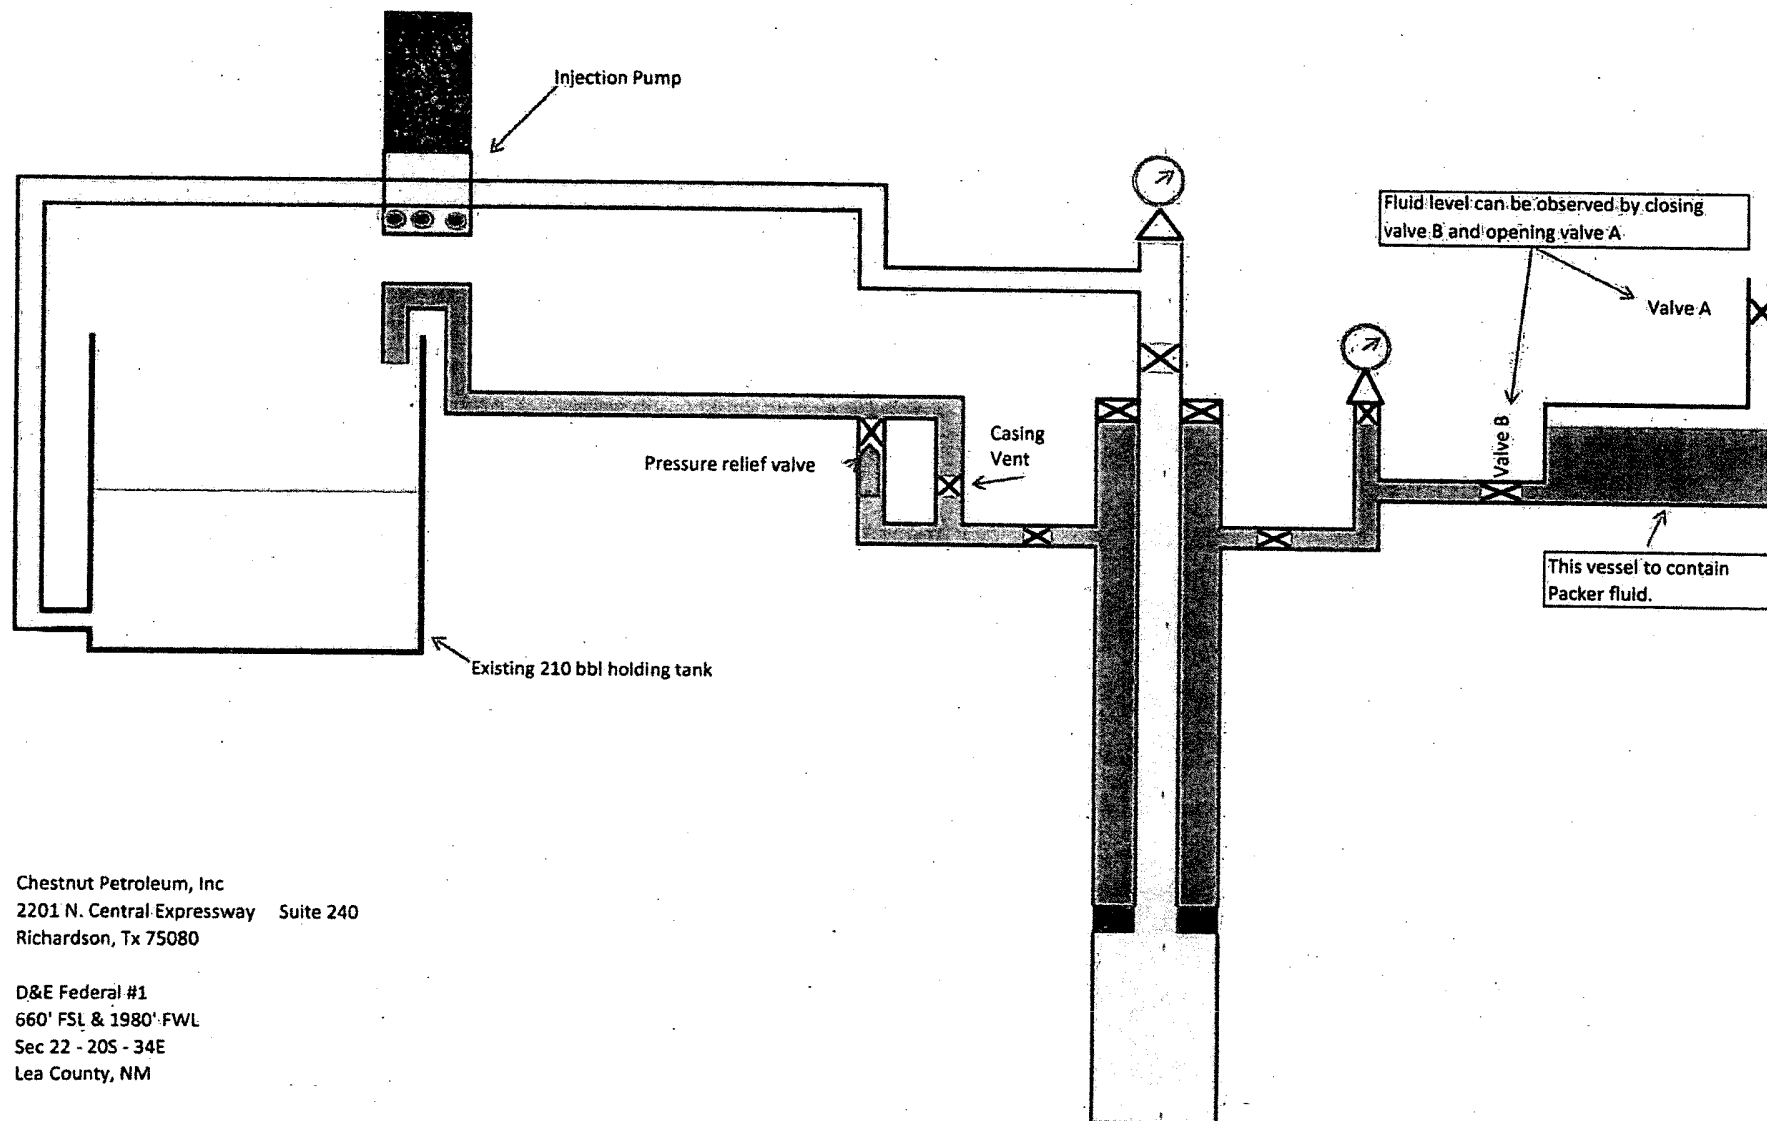 Injection Pump
Fluid level can be observed by closing
valve B and opening valve A
Valve A
Valve B
Casing
Vent
Pressure relief valve
This vessel to contain
Packer fluid.
Existing 210 bbl holding tank
Chestnut Petroleum, Inc
2201 N. Central Expressway Suite 240
Richardson, Tx 75080
D&E Federal #1
660' FSL & 1980' FWL
Sec 22 - 20S - 34E
Lea County, NM